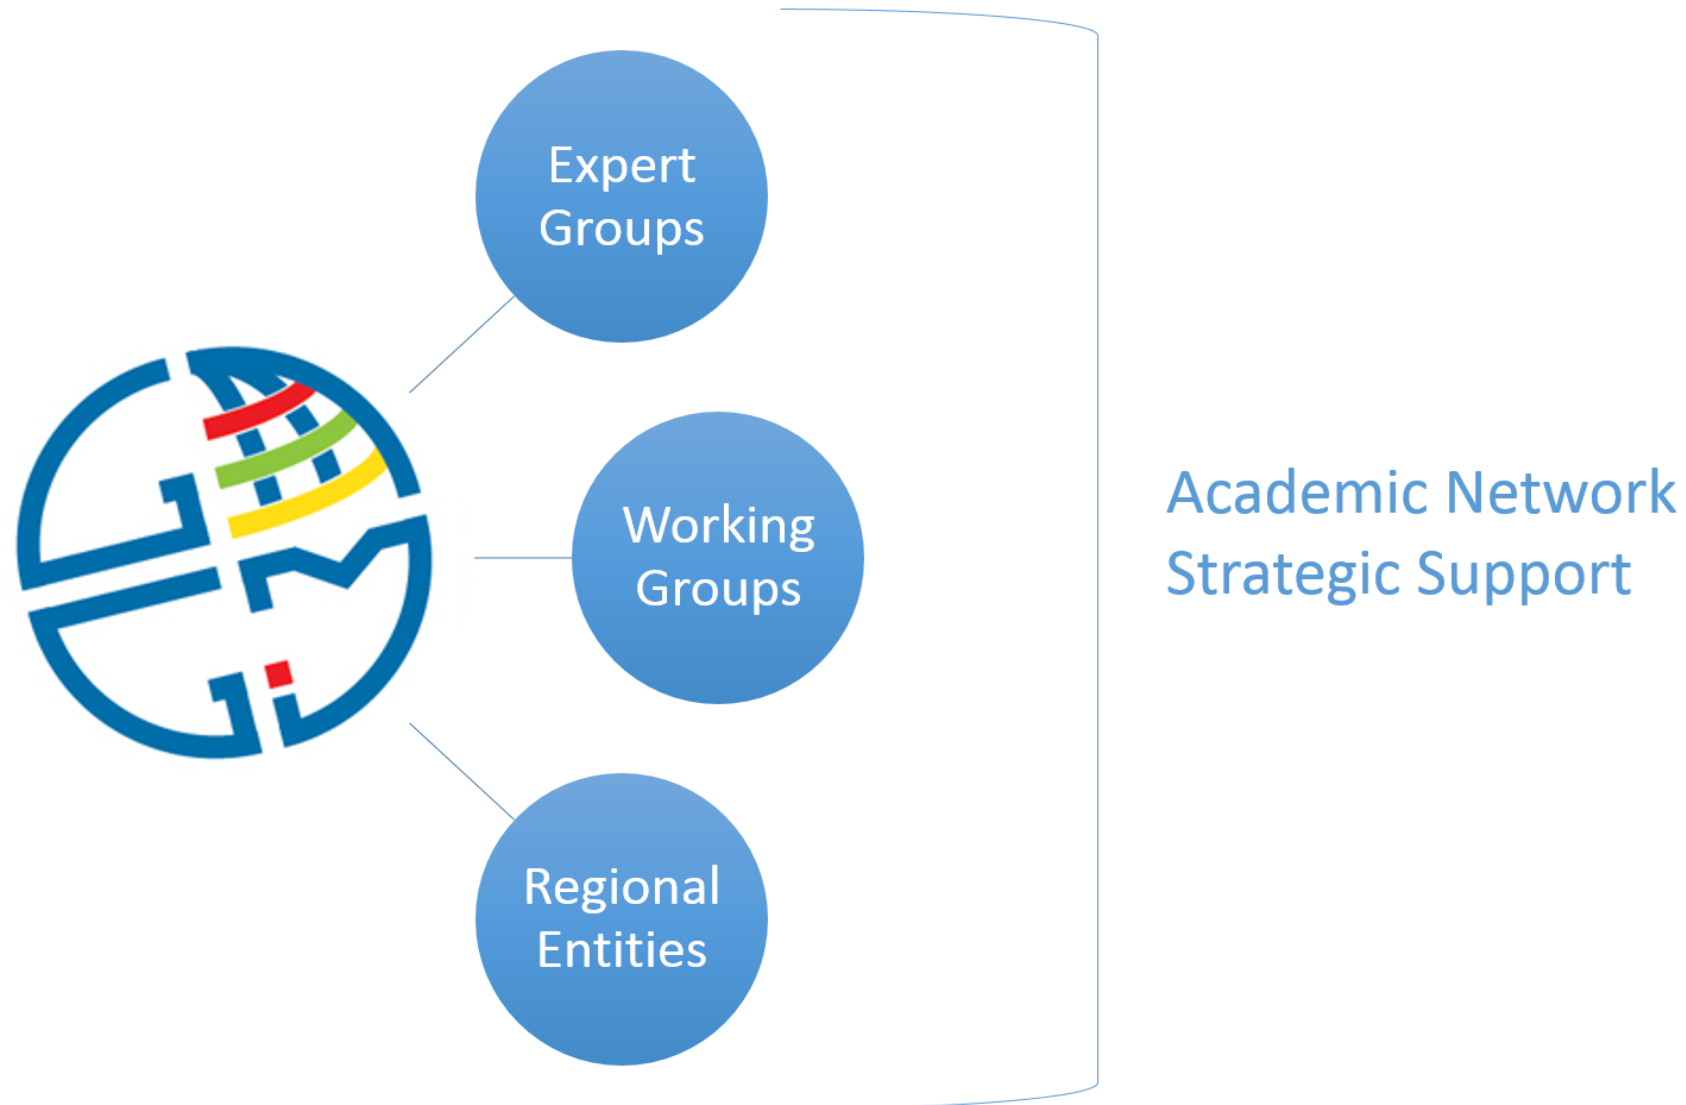 Expert
Groups
Working
Groups
Regional
Entities
Academic Network
Strategic Support